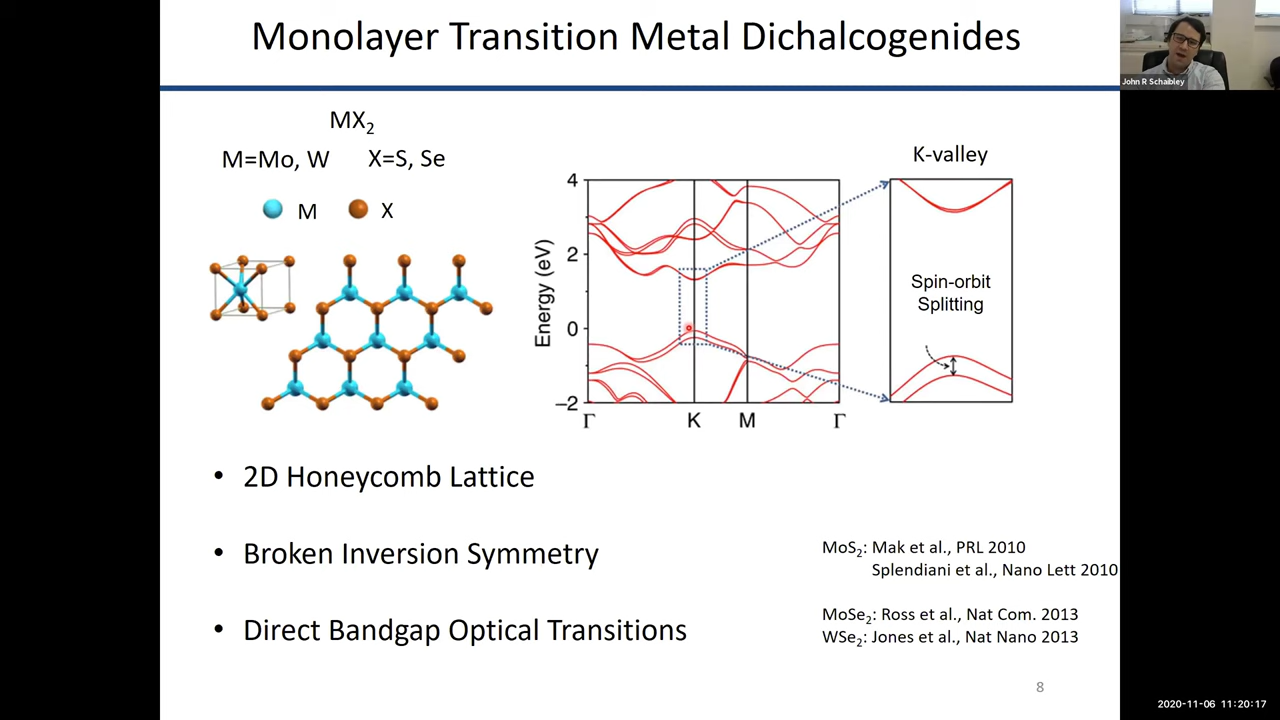 Monolayer Transition Metal Dichalcogenides
John R Schaibley
MX₂
M=Mo, W X=S, Se
M X
K-valley
4
2
0
–2
Energy (eV)
Γ K M Γ
Spin-orbit
Splitting
• 2D Honeycomb Lattice
• Broken Inversion Symmetry
• Direct Bandgap Optical Transitions
MoS₂: Mak et al., PRL 2010
Splendiani et al., Nano Lett 2010
MoSe₂: Ross et al., Nat Com. 2013
WSe₂: Jones et al., Nat Nano 2013
8
2020-11-06 11:20:17